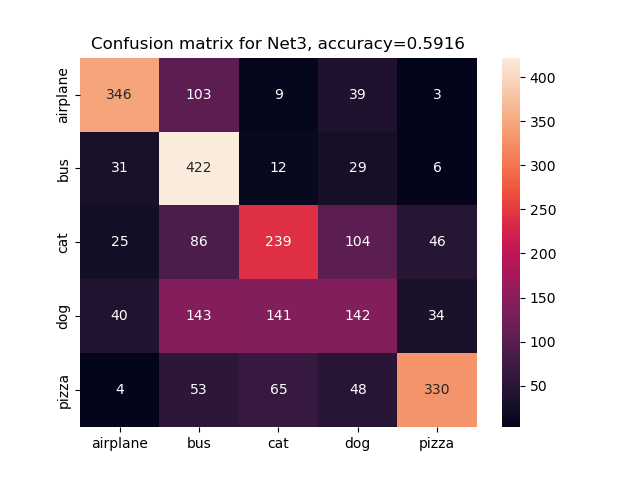 Confusion matrix for Net3, accuracy=0.5916
airplane 346 103 9 39 3
bus 31 422 12 29 6
cat 25 86 239 104 46
dog 40 143 141 142 34
pizza 4 53 65 48 330
airplane bus cat dog pizza
400
350
300
250
200
150
100
50